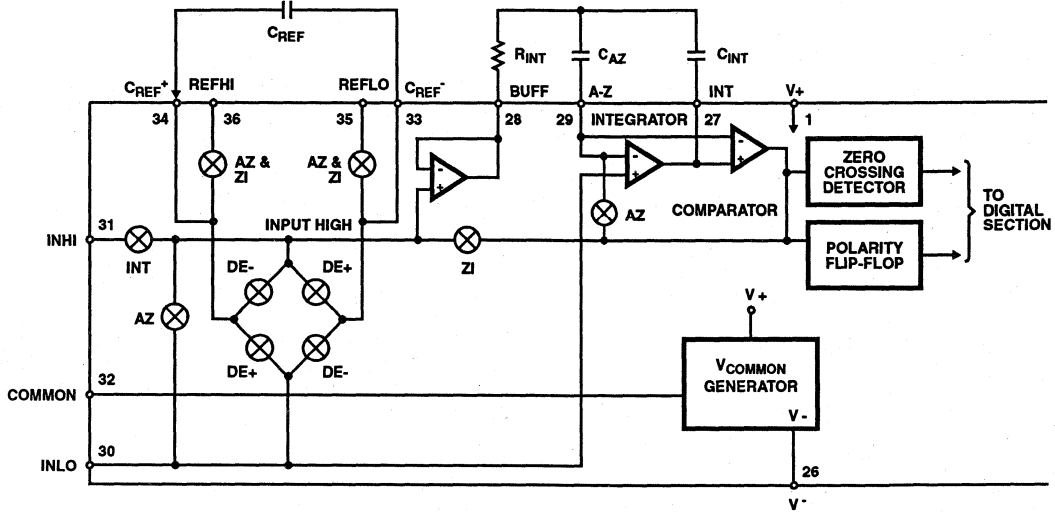 CREF
RINT
CAZ
CINT
CREF+
REFHI
REFLO
CREF-
BUFF
A-Z
INT
V+
34
36
35
33
28
29
INTEGRATOR
27
1
AZ &
ZI
AZ &
ZI
-
+
-
+
-
+
ZERO
CROSSING
DETECTOR
TO
DIGITAL
SECTION
AZ
COMPARATOR
31
INPUT HIGH
INHI
INT
ZI
POLARITY
FLIP-FLOP
DE-
DE+
AZ
V+
DE+
DE-
VCOMMON
GENERATOR
V-
32
COMMON
30
INLO
26
V-